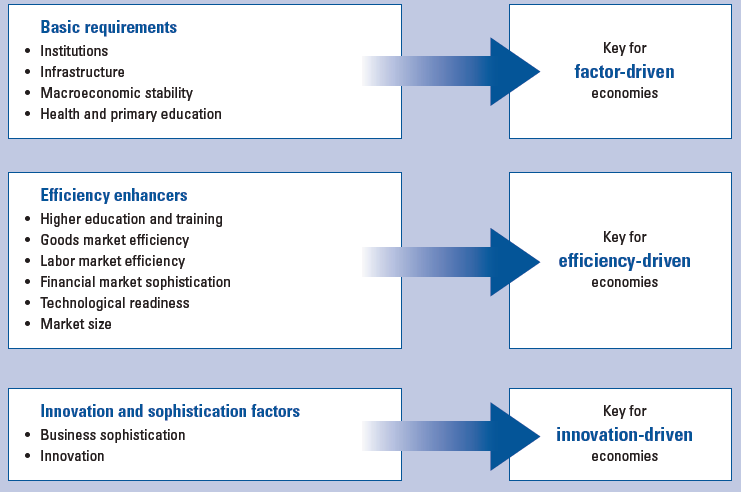 Basic requirements
• Institutions
• Infrastructure
• Macroeconomic stability
• Health and primary education
Key for
factor-driven
economies
Efficiency enhancers
• Higher education and training
• Goods market efficiency
• Labor market efficiency
• Financial market sophistication
• Technological readiness
• Market size
Key for
efficiency-driven
economies
Innovation and sophistication factors
• Business sophistication
• Innovation
Key for
innovation-driven
economies